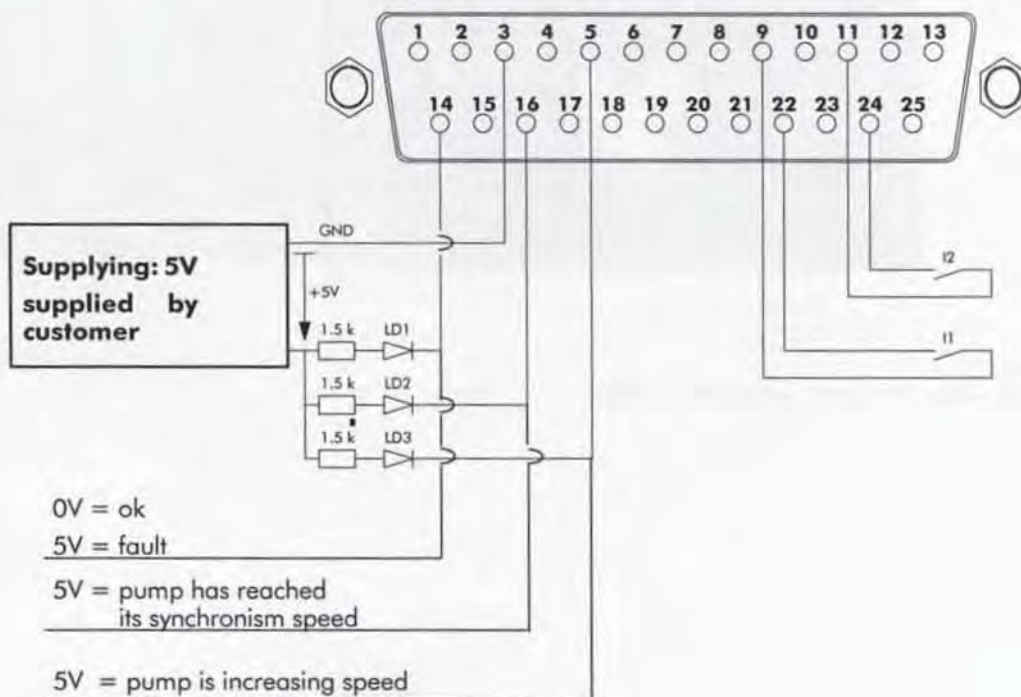 1 2 3 4 5 6 7 8 9 10 11 12 13
14 15 16 17 18 19 20 21 22 23 24 25
GND
Supplying: 5V
supplied by
customer
+5V
1.5 k LD1
1.5 k LD2
1.5 k LD3
I2
I1
0V = ok
5V = fault
5V = pump has reached
its synchronism speed
5V = pump is increasing speed